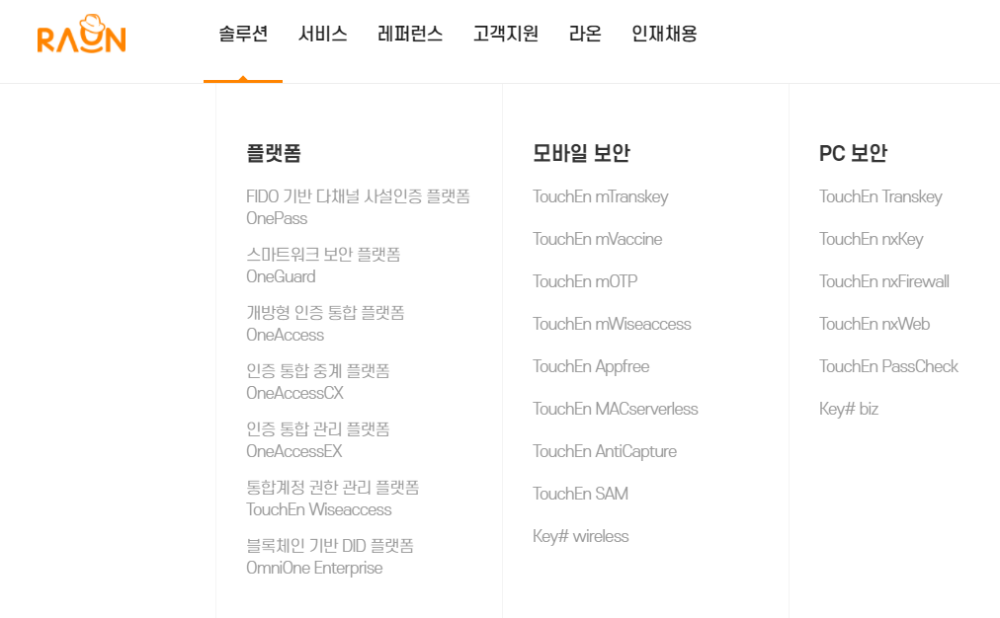 RAON
솔루션 서비스 레퍼런스 고객지원 라온 인재채용
플랫폼
FIDO 기반 다채널 사설인증 플랫폼
OnePass
스마트워크 보안 플랫폼
OneGuard
개방형 인증 통합 플랫폼
OneAccess
인증 통합 중계 플랫폼
OneAccessCX
인증 통합 관리 플랫폼
OneAccessEX
통합계정 권한 관리 플랫폼
TouchEn Wiseaccess
블록체인 기반 DID 플랫폼
OmniOne Enterprise
모바일 보안
TouchEn mTranskey
TouchEn mVaccine
TouchEn mOTP
TouchEn mWiseaccess
TouchEn Appfree
TouchEn MACserverless
TouchEn AntiCapture
TouchEn SAM
Key# wireless
PC 보안
TouchEn Transkey
TouchEn nxKey
TouchEn nxFirewall
TouchEn nxWeb
TouchEn PassCheck
Key# biz